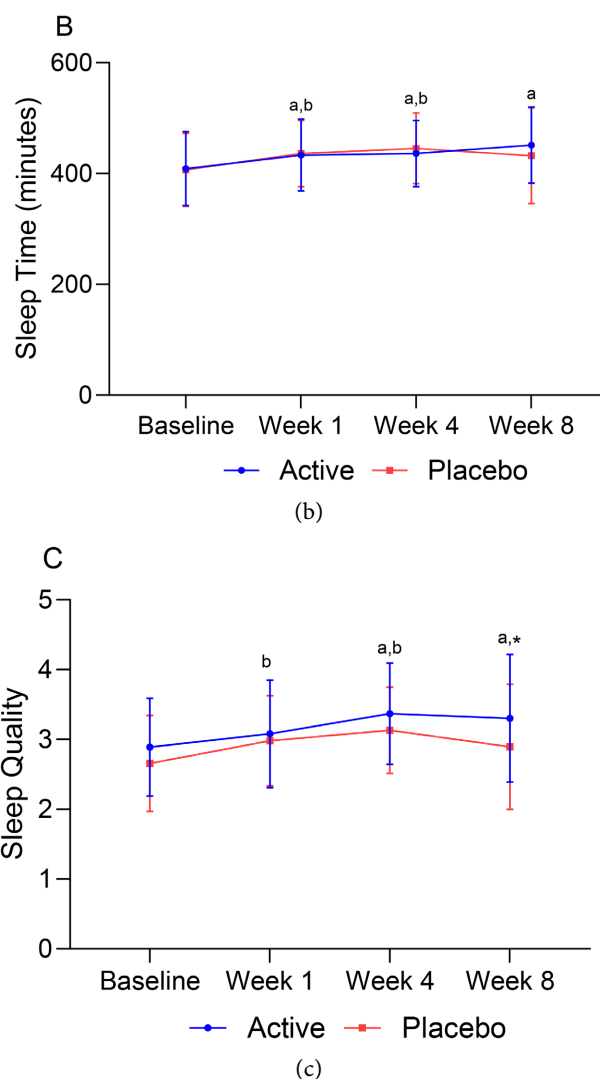 B
Sleep Time (minutes)
600
400
200
0
a,b
a,b
a
Baseline Week 1 Week 4 Week 8
Active Placebo
(b)
C
Sleep Quality
5
4
3
2
1
0
b
a,b
a,*
Baseline Week 1 Week 4 Week 8
Active Placebo
(c)